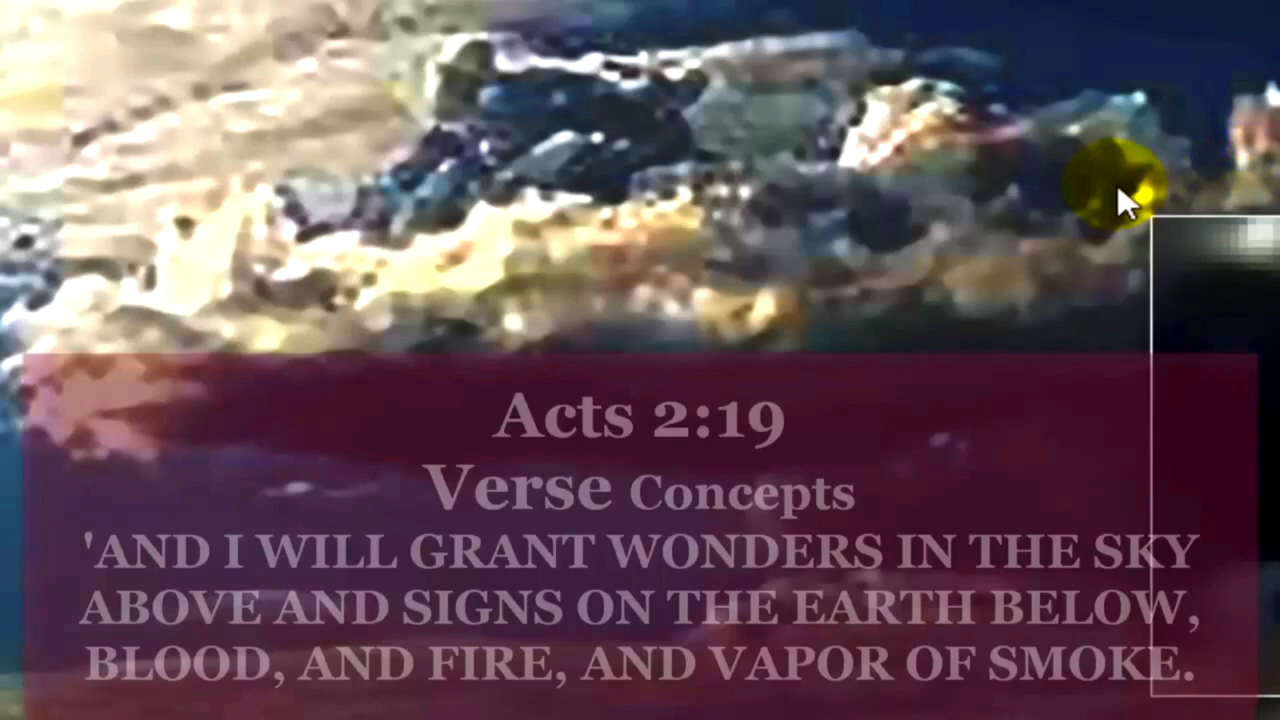 Acts 2:19
Verse Concepts
'AND I WILL GRANT WONDERS IN THE SKY
ABOVE AND SIGNS ON THE EARTH BELOW,
BLOOD, AND FIRE, AND VAPOR OF SMOKE.